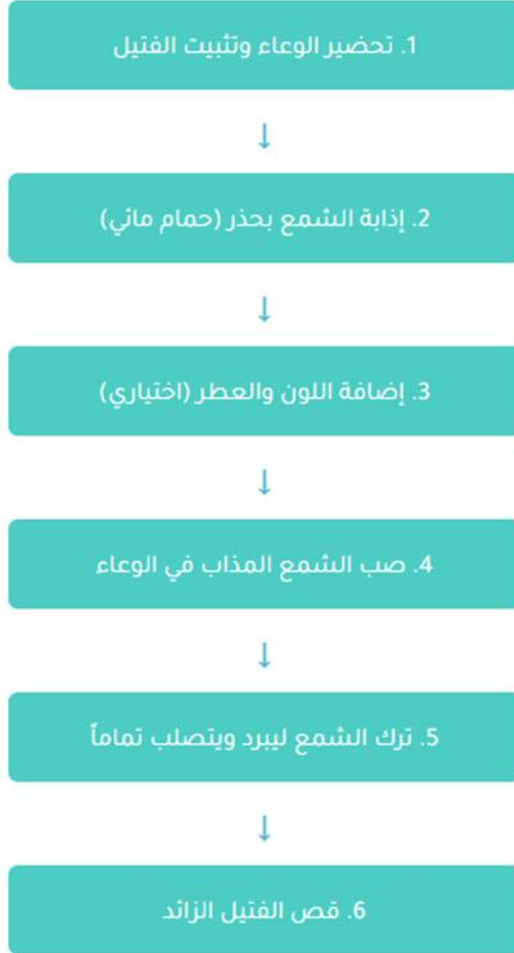 1. تحضير الوعاء وتثبيت الفتيل
2. إذابة الشمع بحذر (حمام مائي)
3. إضافة اللون والعطر (اختياري)
4. صب الشمع المذاب في الوعاء
5. ترك الشمع ليبرد ويتصلب تماماً
6. قص الفتيل الزائد